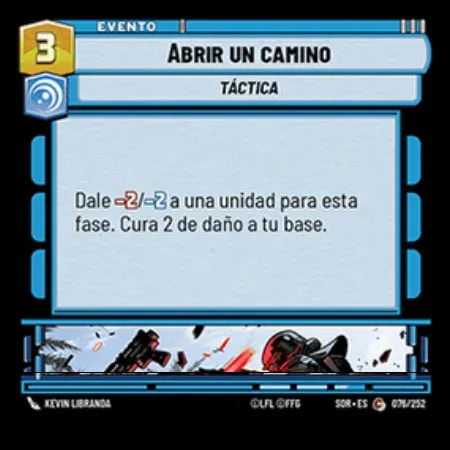 EVENTO
3
ABRIR UN CAMINO
TÁCTICA
Dale -2/-2 a una unidad para esta
fase. Cura 2 de daño a tu base.
KEVIN LIBRANDA
©LFL ©FFG
SOR • ES
C
076/252